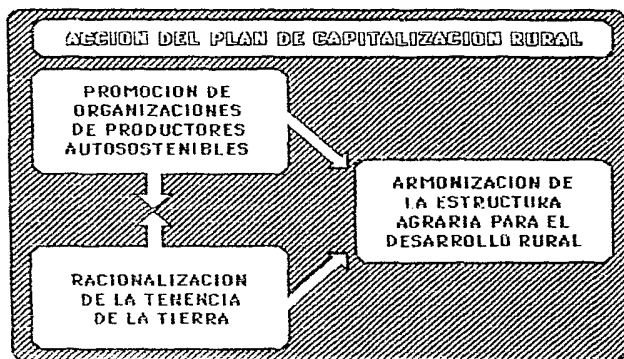 ACCION DEL PLAN DE CAPITALIZACION RURAL
PROMOCION DE
ORGANIZACIONES
DE PRODUCTORES
AUTOSOSTENIBLES
ARMONIZACION DE
LA ESTRUCTURA
AGRARIA PARA EL
DESARROLLO RURAL
RACIONALIZACION
DE LA TENENCIA
DE LA TIERRA